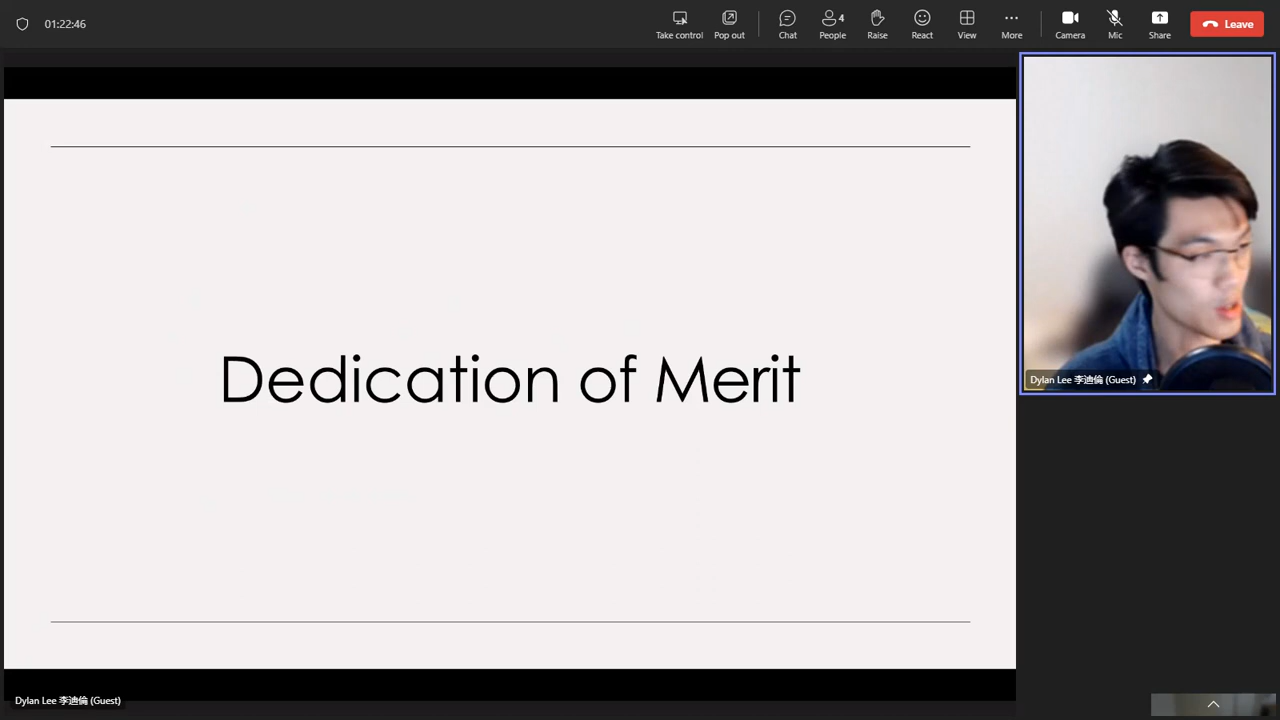 01:22:46
Take control
Pop out
Chat
4
People
Raise
React
View
More
Camera
Mic
Share
Leave
Dedication of Merit
Dylan Lee 李迪倫 (Guest)
Dylan Lee 李迪倫 (Guest)